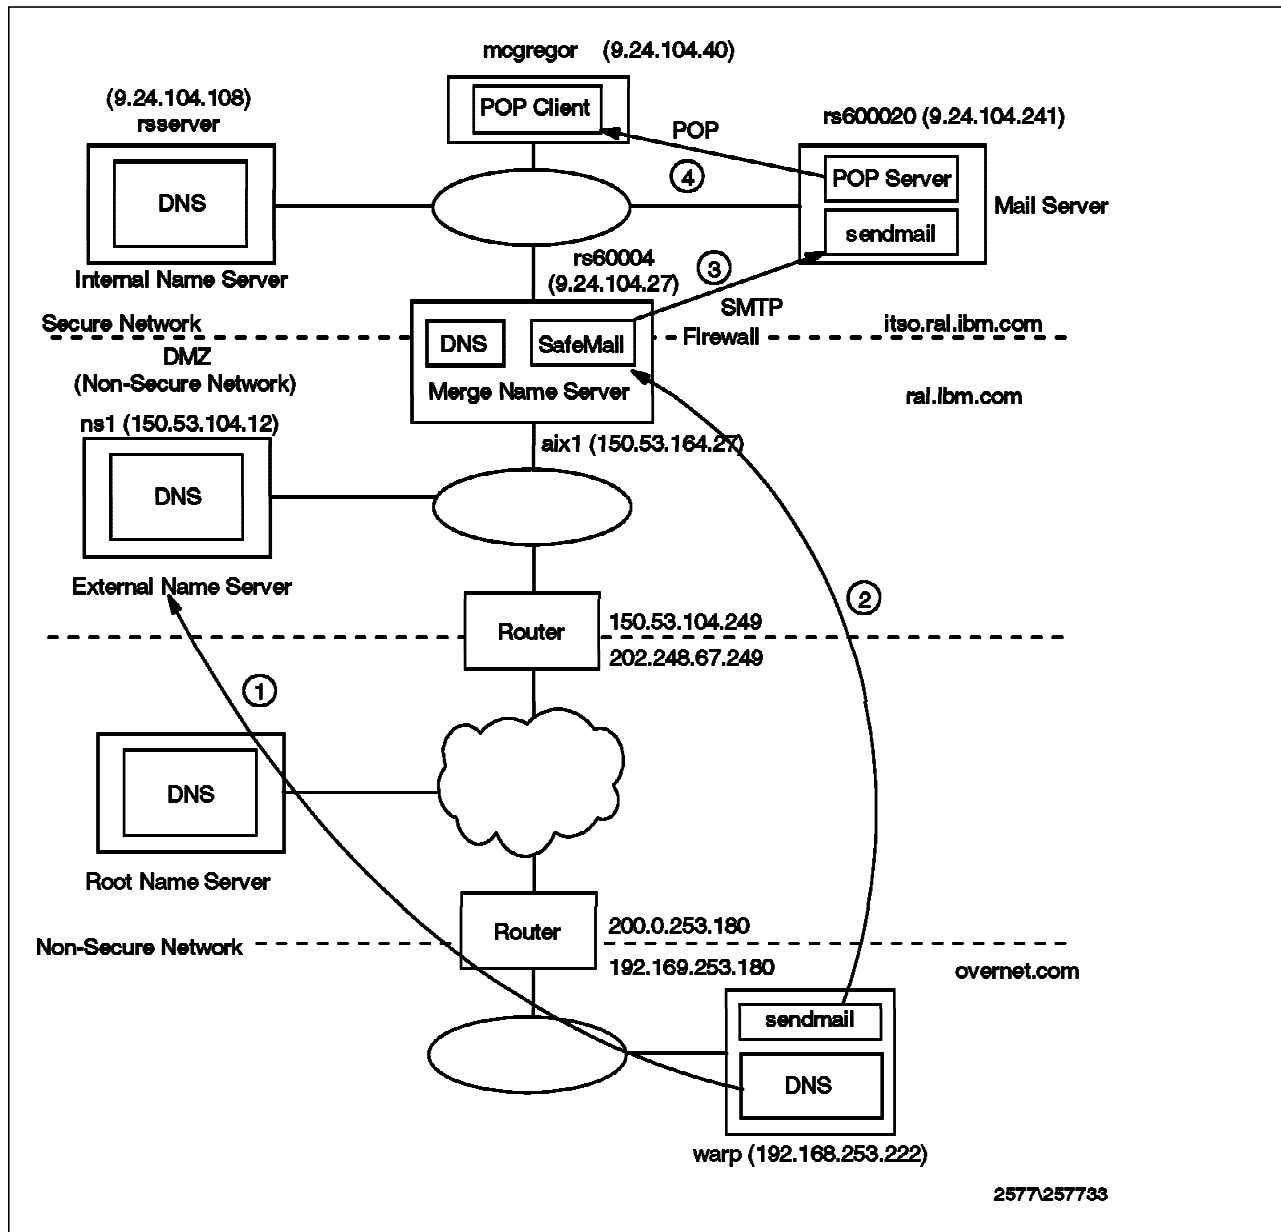 mcgregor (9.24.104.40)
POP Client
(9.24.104.108)
rsserver
DNS
Internal Name Server
POP
4
rs600020 (9.24.104.241)
POP Server
sendmail
Mail Server
rs60004
(9.24.104.27)
3
SMTP
Secure Network
Firewall
itso.ral.ibm.com
DNS
SafeMail
Merge Name Server
DMZ
(Non-Secure Network)
ral.ibm.com
ns1 (150.53.104.12)
DNS
External Name Server
aix1 (150.53.164.27)
2
Router
150.53.104.249
202.248.67.249
1
DNS
Root Name Server
Router
200.0.253.180
192.169.253.180
Non-Secure Network
overnet.com
sendmail
DNS
warp (192.168.253.222)
2577\257733